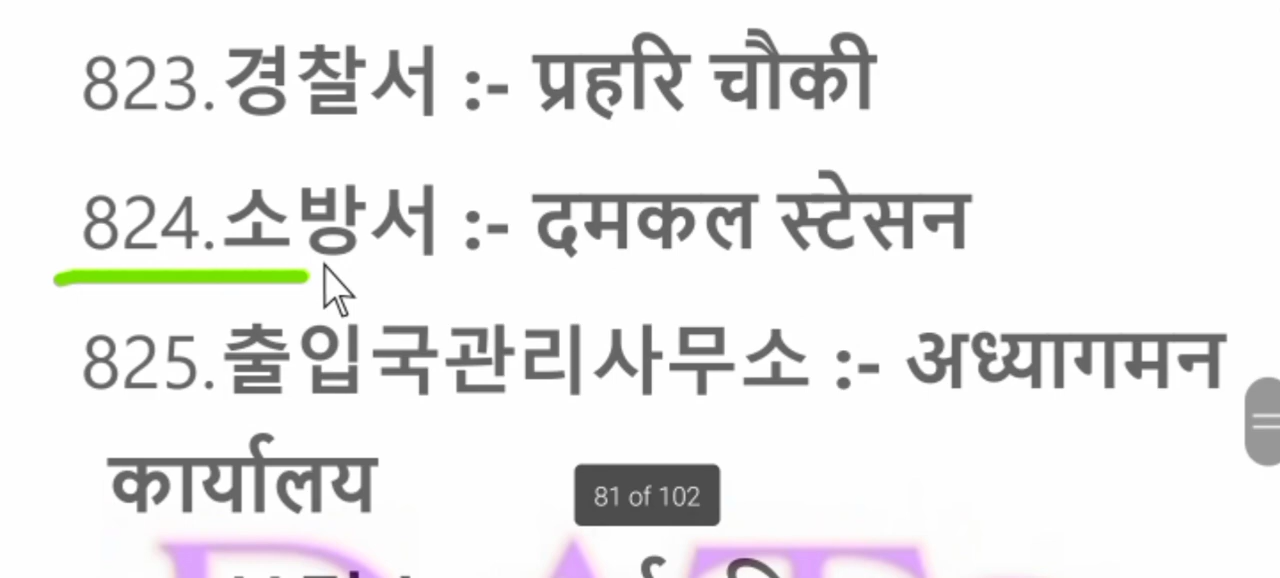 823.경찰서 :- प्रहरि चौकी
824.소방서 :- दमकल स्टेसन
825.출입국관리사무소 :- अध्यागमन
कार्यालय
81 of 102